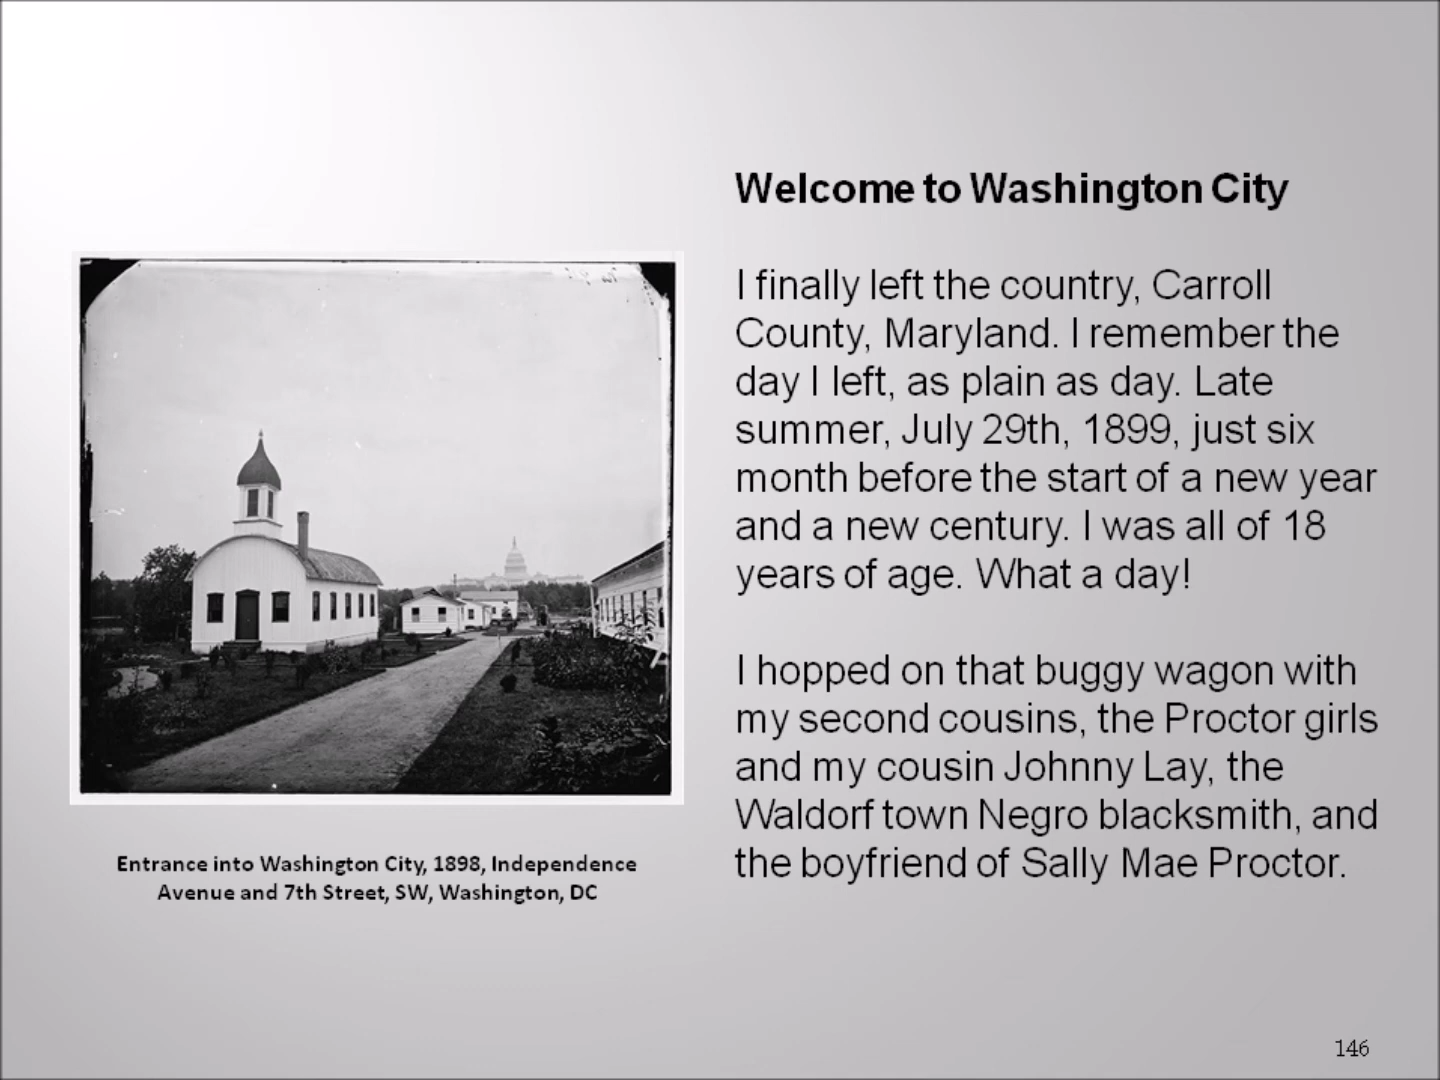 Welcome to Washington City
I finally left the country, Carroll
County, Maryland. I remember the
day I left, as plain as day. Late
summer, July 29th, 1899, just six
month before the start of a new year
and a new century. I was all of 18
years of age. What a day!
I hopped on that buggy wagon with
my second cousins, the Proctor girls
and my cousin Johnny Lay, the
Waldorf town Negro blacksmith, and
the boyfriend of Sally Mae Proctor.
Entrance into Washington City, 1898, Independence
Avenue and 7th Street, SW, Washington, DC
146